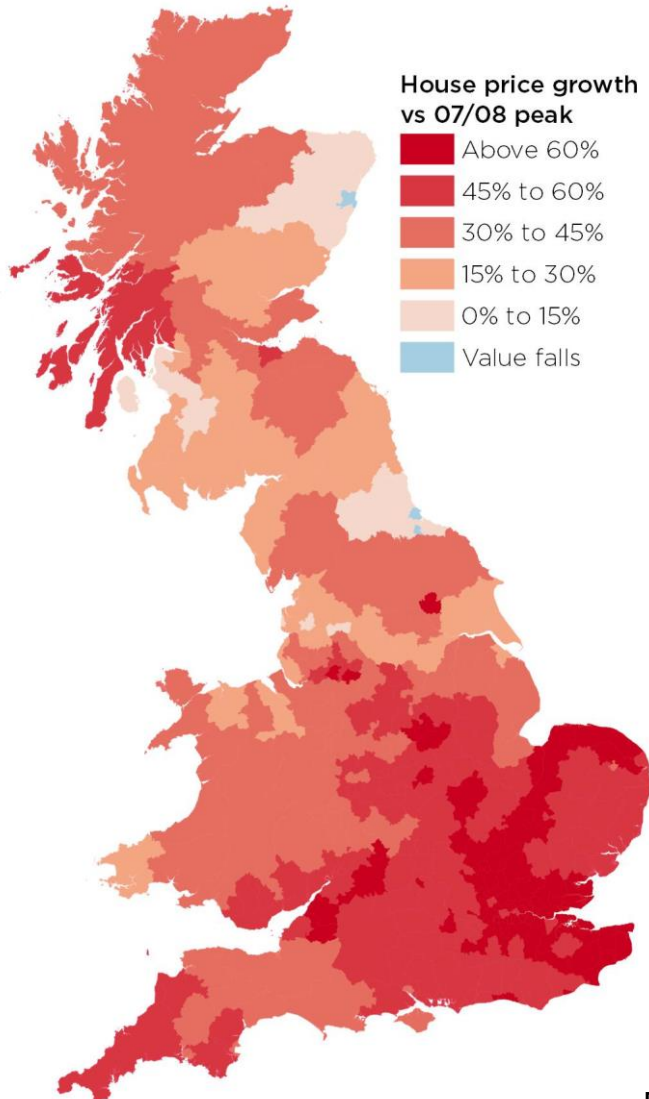 House price growth
vs 07/08 peak
Above 60%
45% to 60%
30% to 45%
15% to 30%
0% to 15%
Value falls